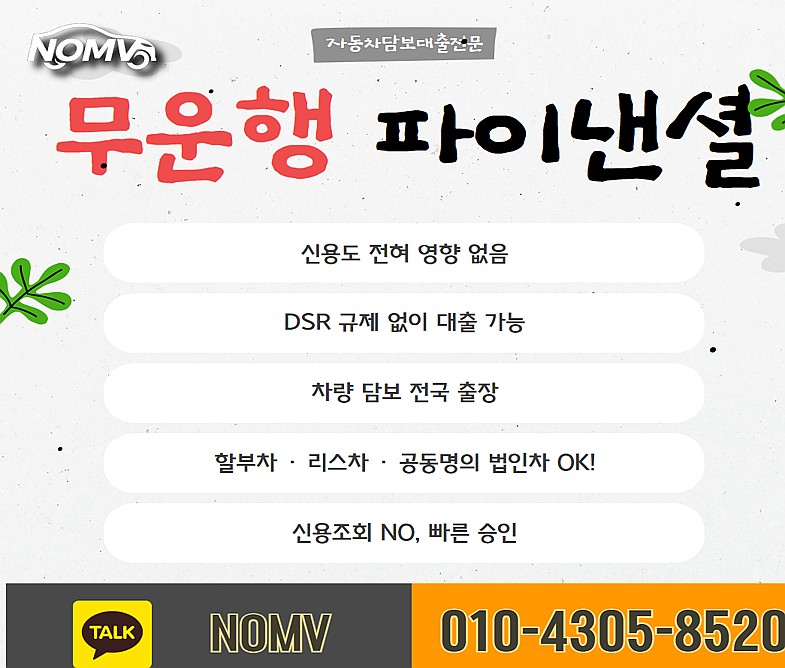 NOMV
자동차담보대출전문
무운행 파이낸셜
신용도 전혀 영향 없음
DSR 규제 없이 대출 가능
차량 담보 전국 출장
할부차 · 리스차 · 공동명의 법인차 OK!
신용조회 NO, 빠른 승인
TALK
NOMV
010-4305-8520